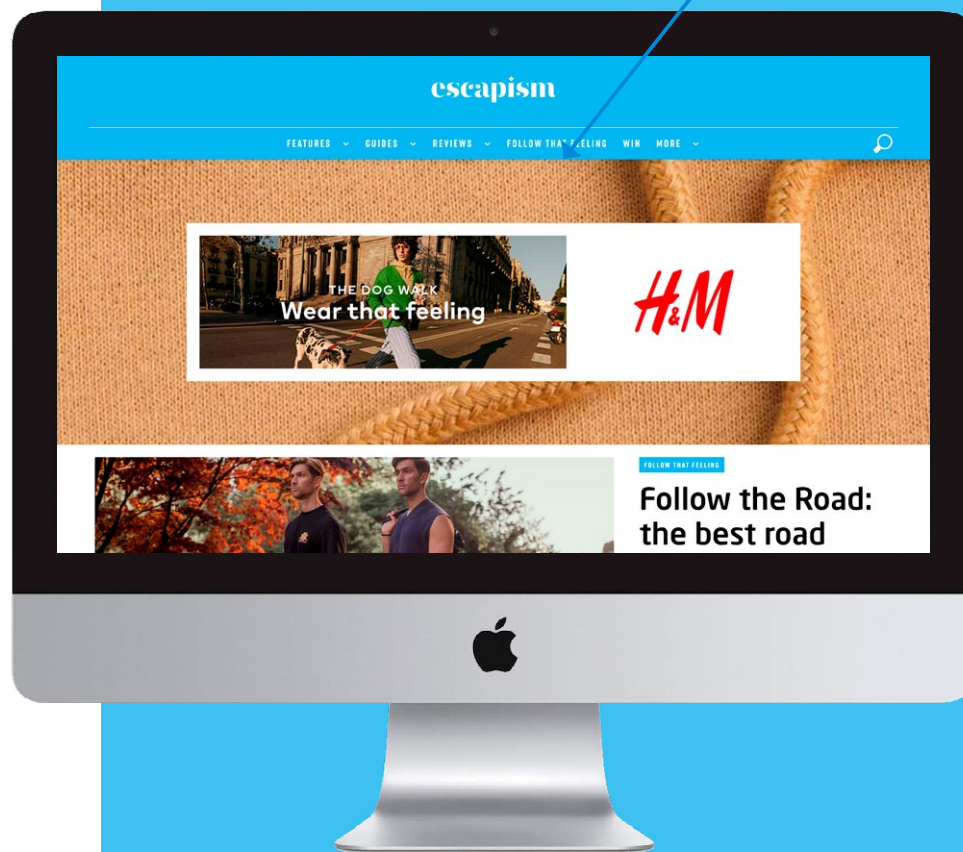 escapism
FEATURES GUIDES REVIEWS FOLLOW THAT FEELING WIN MORE
THE DOG WALK
Wear that feeling
H&M
FOLLOW THAT FEELING
Follow the Road:
the best road